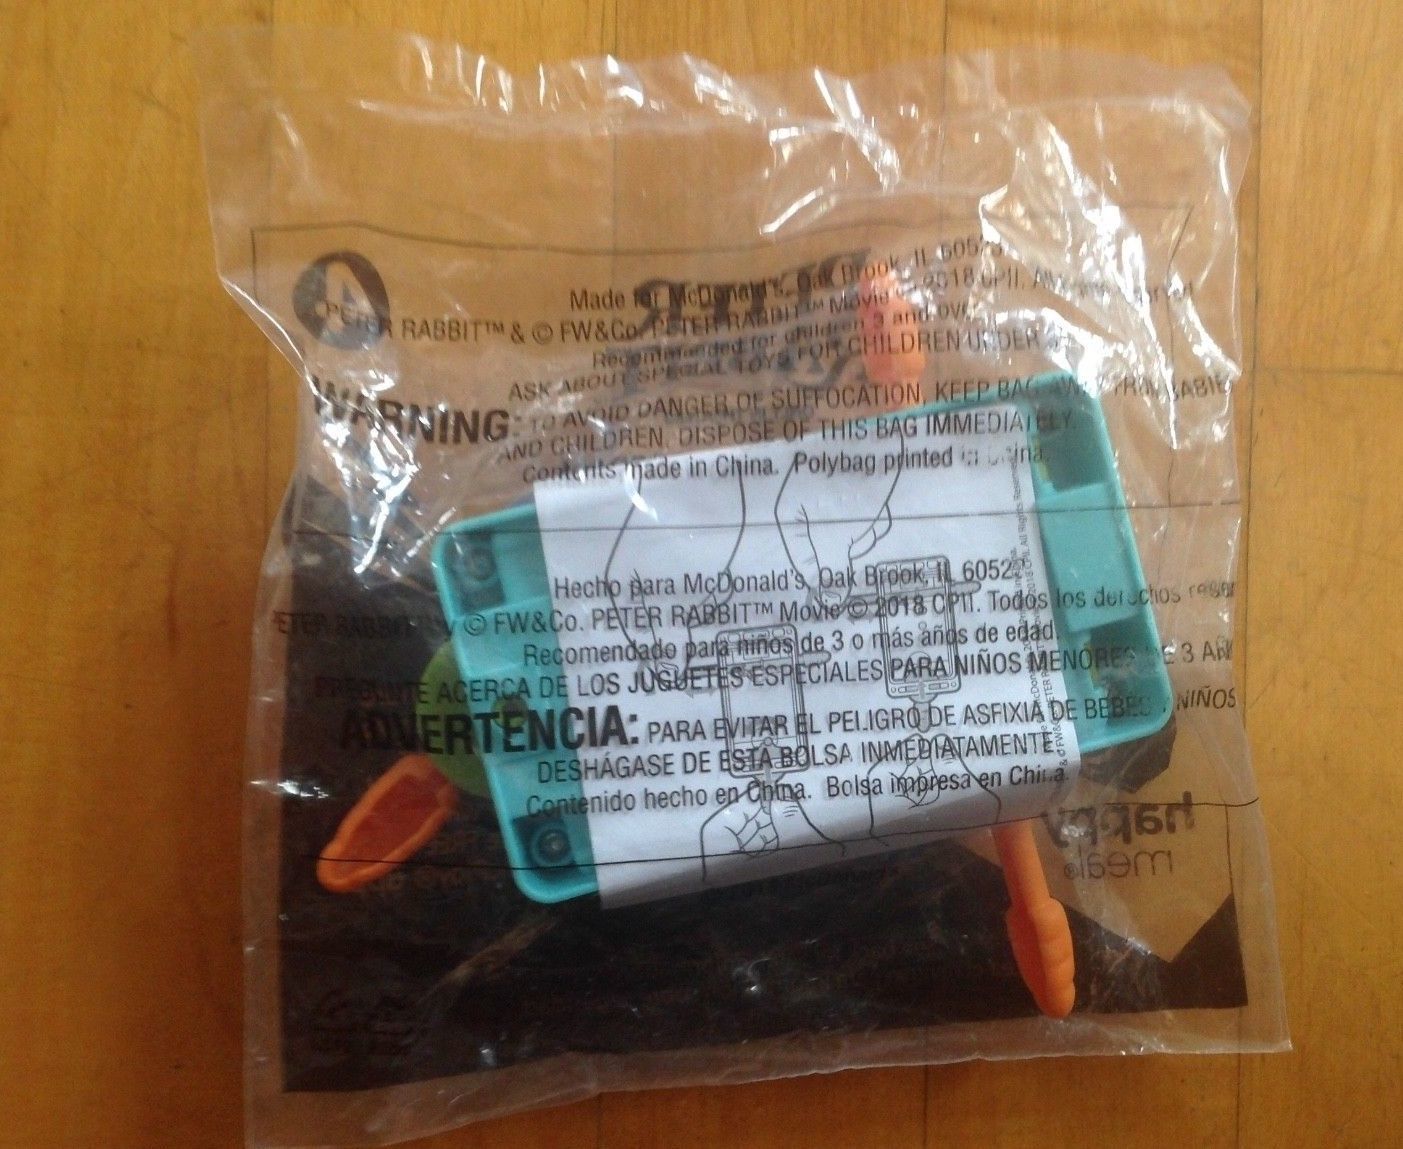 Made for McDonald's, Oak Brook, IL 60523
PETER RABBIT™ & © FW&Co. PETER RABBIT™ Movie © 2018 CPII. All
Recommended for children 3 and over
ASK ABOUT SPECIAL TOYS FOR CHILDREN UNDER
WARNING: TO AVOID DANGER OF SUFFOCATION, KEEP BAG AWAY FROM BABIES
AND CHILDREN. DISPOSE OF THIS BAG IMMEDIATELY.
Contents made in China. Polybag printed in China.
Hecho para McDonald's, Oak Brook, IL 60523
PETER RABBIT™ y © FW&Co. PETER RABBIT™ Movie © 2018 CPII. Todos los derechos
Recomendado para niños de 3 o más años de edad.
PREGUNTE ACERCA DE LOS JUGUETES ESPECIALES PARA NIÑOS MENORES DE 3 AÑ
ADVERTENCIA: PARA EVITAR EL PELIGRO DE ASFIXIA DE BEBES Y NIÑOS
DESHÁGASE DE ESTA BOLSA INMEDIATAMENTE
Contenido hecho en China. Bolsa impresa en China.
happy
meal®